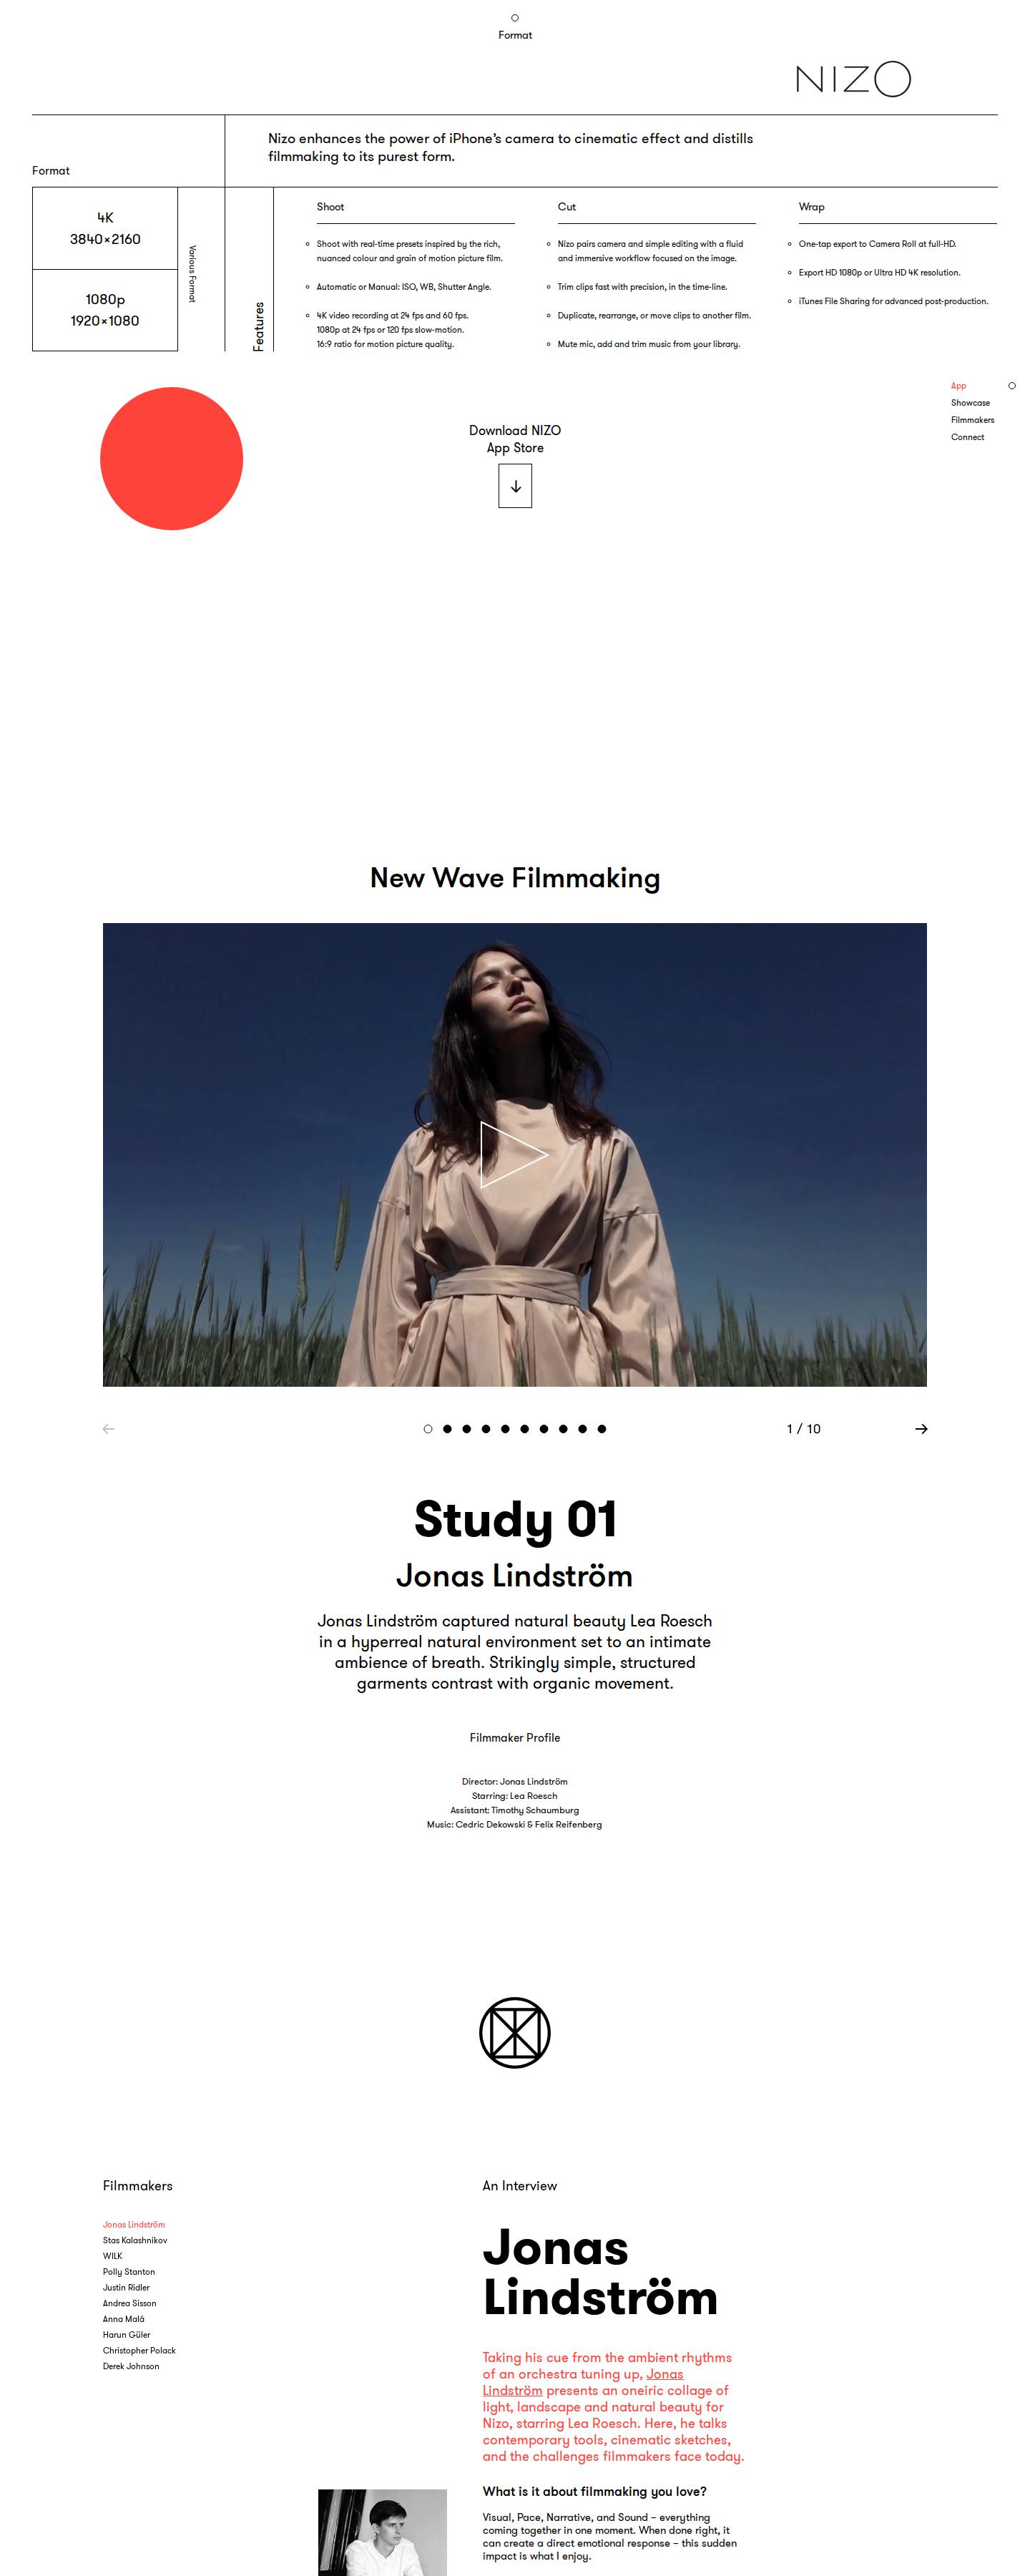 Format
NIZO
Nizo enhances the power of iPhone’s camera to cinematic effect and distills
filmmaking to its purest form.
Format
4K
3840×2160
1080p
1920×1080
Various Format
Features
Shoot
Shoot with real-time presets inspired by the rich,
nuanced colour and grain of motion picture film.
Automatic or Manual: ISO, WB, Shutter Angle.
4K video recording at 24 fps and 60 fps.
1080p at 24 fps or 120 fps slow-motion.
16:9 ratio for motion picture quality.
Cut
Nizo pairs camera and simple editing with a fluid
and immersive workflow focused on the image.
Trim clips fast with precision, in the time-line.
Duplicate, rearrange, or move clips to another film.
Mute mic, add and trim music from your library.
Wrap
One-tap export to Camera Roll at full-HD.
Export HD 1080p or Ultra HD 4K resolution.
iTunes File Sharing for advanced post-production.
App
Showcase
Filmmakers
Connect
Download NIZO
App Store
New Wave Filmmaking
1 / 10
Study 01
Jonas Lindström
Jonas Lindström captured natural beauty Lea Roesch
in a hyperreal natural environment set to an intimate
ambience of breath. Strikingly simple, structured
garments contrast with organic movement.
Filmmaker Profile
Director: Jonas Lindström
Starring: Lea Roesch
Assistant: Timothy Schaumburg
Music: Cedric Dekowski & Felix Reifenberg
Filmmakers
Jonas Lindström
Stas Kalashnikov
WILK
Polly Stanton
Justin Ridler
Andrea Sisson
Anna Malá
Harun Güler
Christopher Polack
Derek Johnson
An Interview
Jonas
Lindström
Taking his cue from the ambient rhythms
of an orchestra tuning up, Jonas
Lindström presents an oneiric collage of
light, landscape and natural beauty for
Nizo, starring Lea Roesch. Here, he talks
contemporary tools, cinematic sketches,
and the challenges filmmakers face today.
What is it about filmmaking you love?
Visual, Pace, Narrative, and Sound – everything
coming together in one moment. When done right, it
can create a direct emotional response – this sudden
impact is what I enjoy.